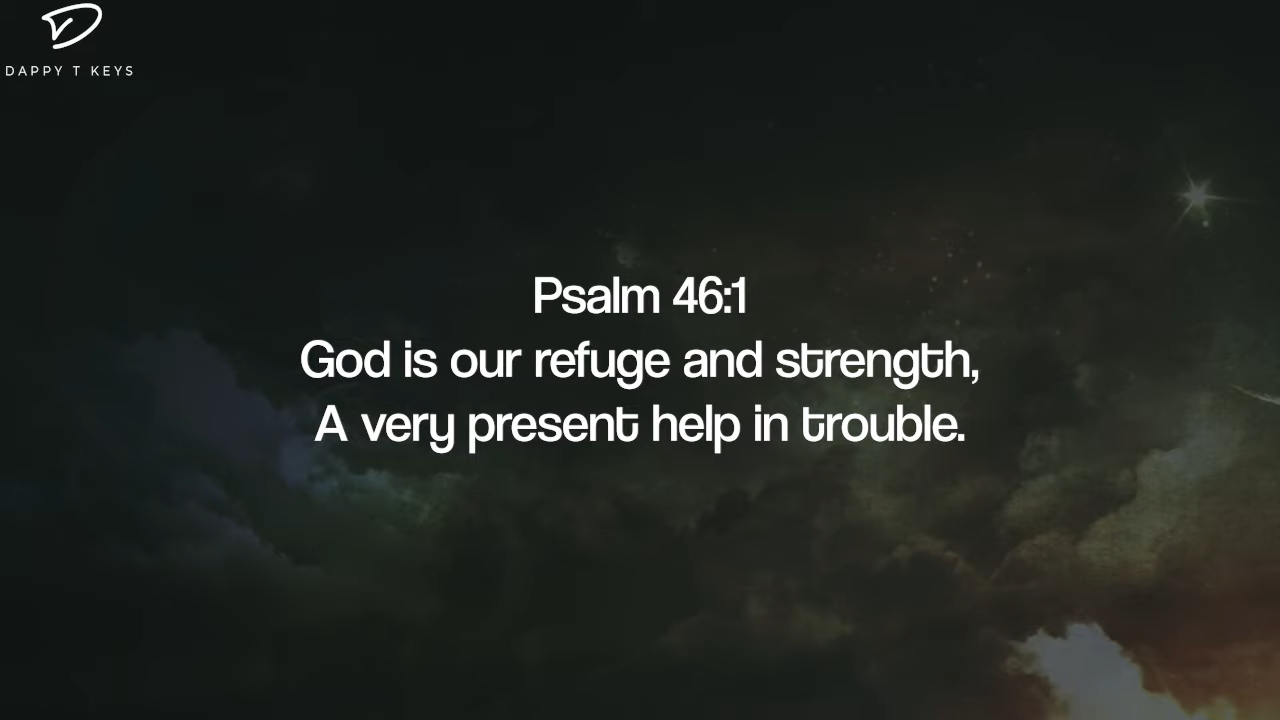 DAPPY T KEYS
Psalm 46:1
God is our refuge and strength,
A very present help in trouble.